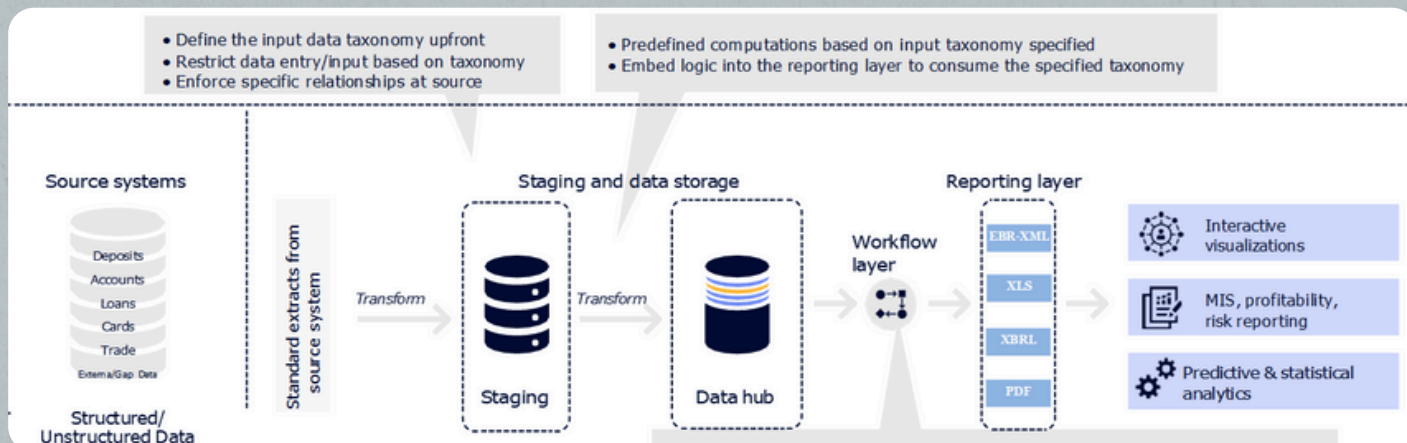 • Define the input data taxonomy upfront
• Restrict data entry/input based on taxonomy
• Enforce specific relationships at source
• Predefined computations based on input taxonomy specified
• Embed logic into the reporting layer to consume the specified taxonomy
Source systems
Deposits
Accounts
Loans
Cards
Trade
Externa/Gap Data
Structured/
Unstructured Data
Standard extracts from
source system
Transform
Staging and data storage
Staging
Transform
Data hub
Workflow
layer
Reporting layer
EBR-XML
XLS
XBRL
PDF
Interactive
visualizations
MIS, profitability,
risk reporting
Predictive & statistical
analytics